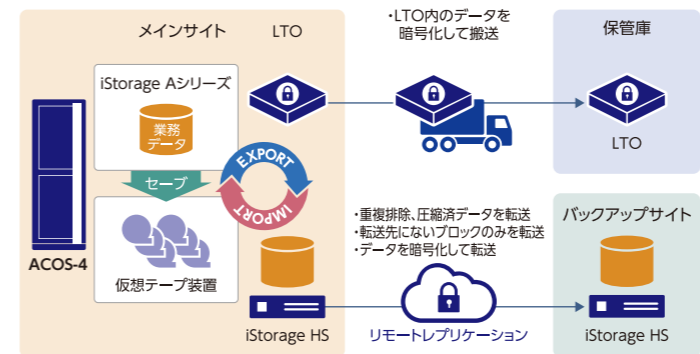 メインサイト
LTO
iStorage Aシリーズ
業務
データ
セーブ
仮想テープ装置
ACOS-4
EXPORT
IMPORT
iStorage HS
・LTO内のデータを
暗号化して搬送
保管庫
LTO
・重複排除、圧縮済データを転送
・転送先にないブロックのみを転送
・データを暗号化して転送
リモートレプリケーション
バックアップサイト
iStorage HS